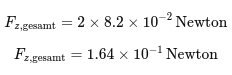 F_{z,gesamt} = 2 × 8.2 × 10^{-2} Newton
F_{z,gesamt} = 1.64 × 10^{-1} Newton